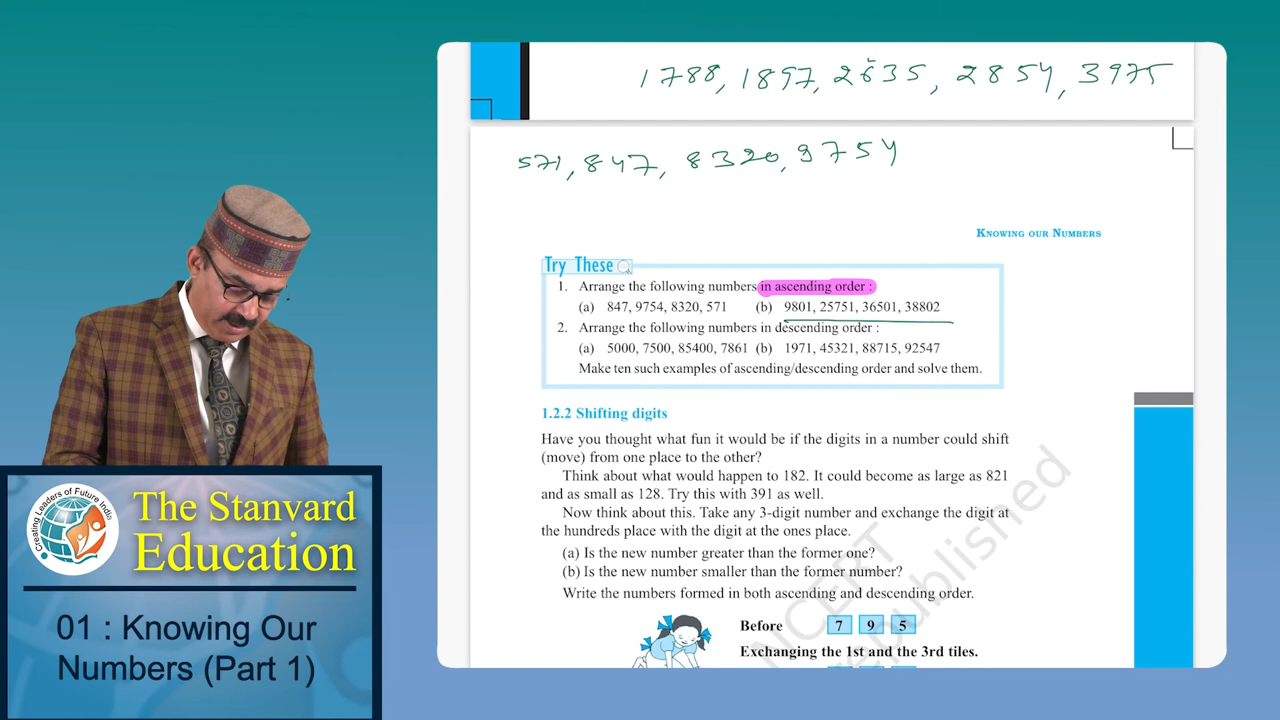 1788, 1897, 2635, 2854, 3975
571, 847, 8320, 9754
Knowing our Numbers
Try These
1. Arrange the following numbers in ascending order :
(a) 847, 9754, 8320, 571 (b) 9801, 25751, 36501, 38802
2. Arrange the following numbers in descending order :
(a) 5000, 7500, 85400, 7861 (b) 1971, 45321, 88715, 92547
Make ten such examples of ascending/descending order and solve them.
1.2.2 Shifting digits
Have you thought what fun it would be if the digits in a number could shift
(move) from one place to the other?
Think about what would happen to 182. It could become as large as 821
and as small as 128. Try this with 391 as well.
Now think about this. Take any 3-digit number and exchange the digit at
the hundreds place with the digit at the ones place.
(a) Is the new number greater than the former one?
(b) Is the new number smaller than the former number?
Write the numbers formed in both ascending and descending order.
Before 7 9 5
Exchanging the 1st and the 3rd tiles.
NCERT
republished
Creating Leaders of Future India
The Stanvard
Education
01 : Knowing Our
Numbers (Part 1)